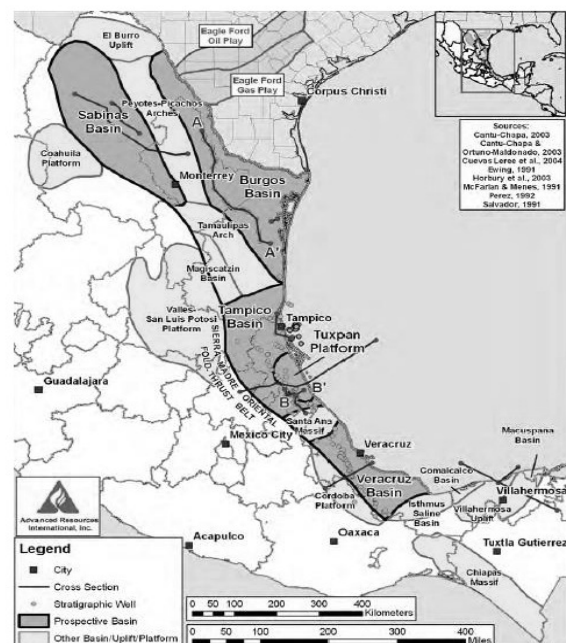 El Burro
Uplift
Eagle Ford
Oil Play
Eagle Ford
Gas Play
Corpus Christi
Peyotes-Picachos
Arches
Sabinas
Basin
A
Coahuila
Platform
Monterrey
Burgos
Basin
Tamaulipas
Arch
A'
Magiscatzin
Basin
Sources:
Cantu-Chapa, 2003
Cantu-Chapa &
Ortuno-Maldonado, 2003
Cuevas Leree et al., 2004
Ewing, 1991
Horbury et al., 2003
McFarlan & Menes, 1991
Perez, 1992
Salvador, 1991
Valles-
San Luis Potosi
Platform
Tampico
Basin
Tampico
Tuxpan
Platform
SIERRA MADRE ORIENTAL
FOLD-THRUST BELT
Guadalajara
B
B'
Santa Ana
Massif
Mexico City
Veracruz
Macuspana
Basin
Veracruz
Basin
Comalcalco
Basin
Villahermosa
Cordoba
Platform
Isthmus
Saline
Basin
Villahermosa
Uplift
Advanced Resources
International, Inc.
Acapulco
Oaxaca
Tuxtla Gutierrez
Chiapas
Massif
Legend
City
Cross Section
Stratigraphic Well
Prospective Basin
Other Basin/Uplift/Platform
0 50 100 200 300 400
Kilometers
0 50 100 200 300 400
Miles